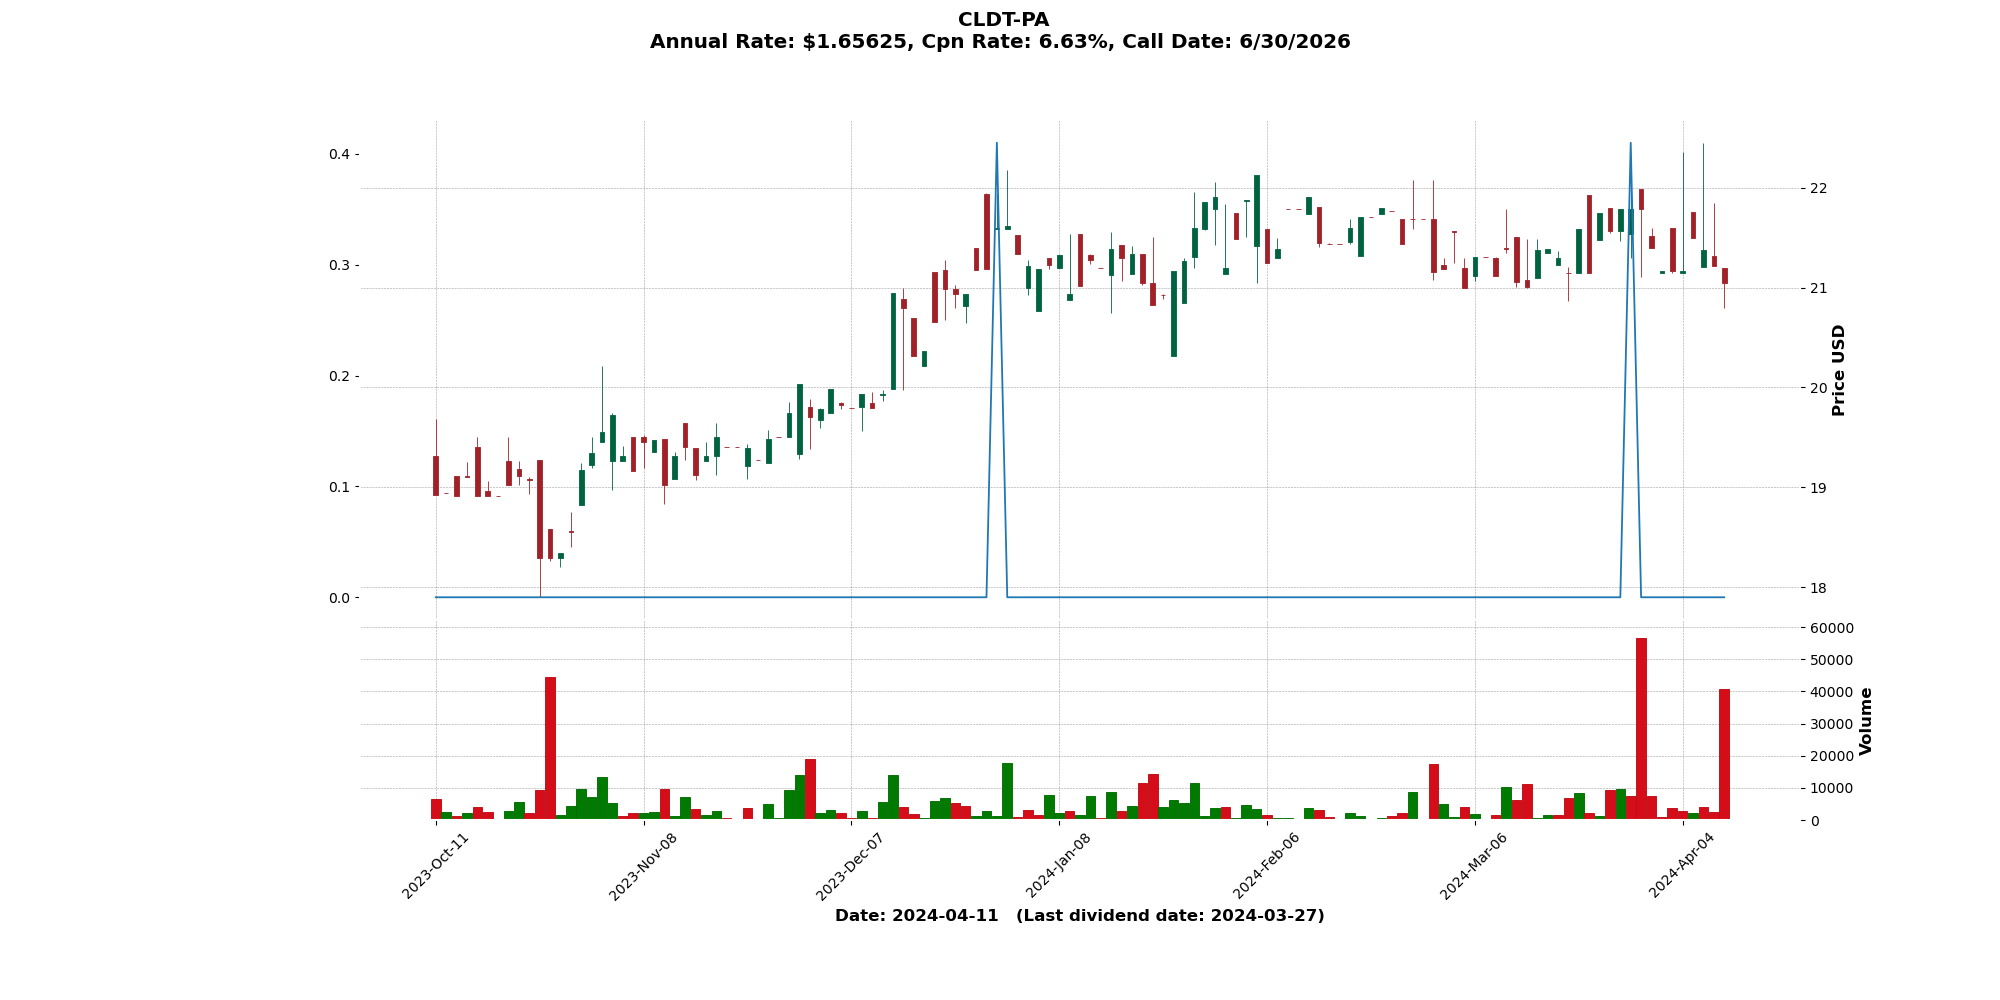 CLDT-PA
Annual Rate: $1.65625, Cpn Rate: 6.63%, Call Date: 6/30/2026
0.4
0.3
0.2
0.1
0.0
22
21
20
19
18
Price USD
60000
50000
40000
30000
20000
10000
0
Volume
2023-Oct-11
2023-Nov-08
2023-Dec-07
2024-Jan-08
2024-Feb-06
2024-Mar-06
2024-Apr-04
Date: 2024-04-11 (Last dividend date: 2024-03-27)